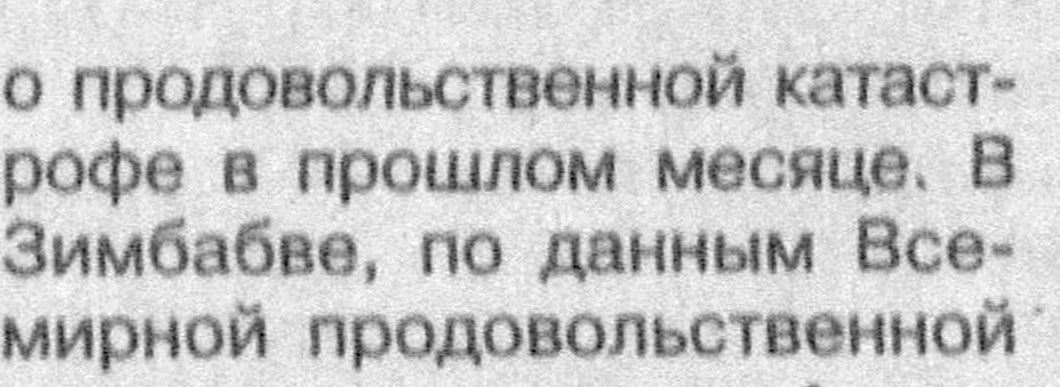 о продовольственной катаст-
рофе в прошлом месяце. В
Зимбабве, по данным Все-
мирной продовольственной